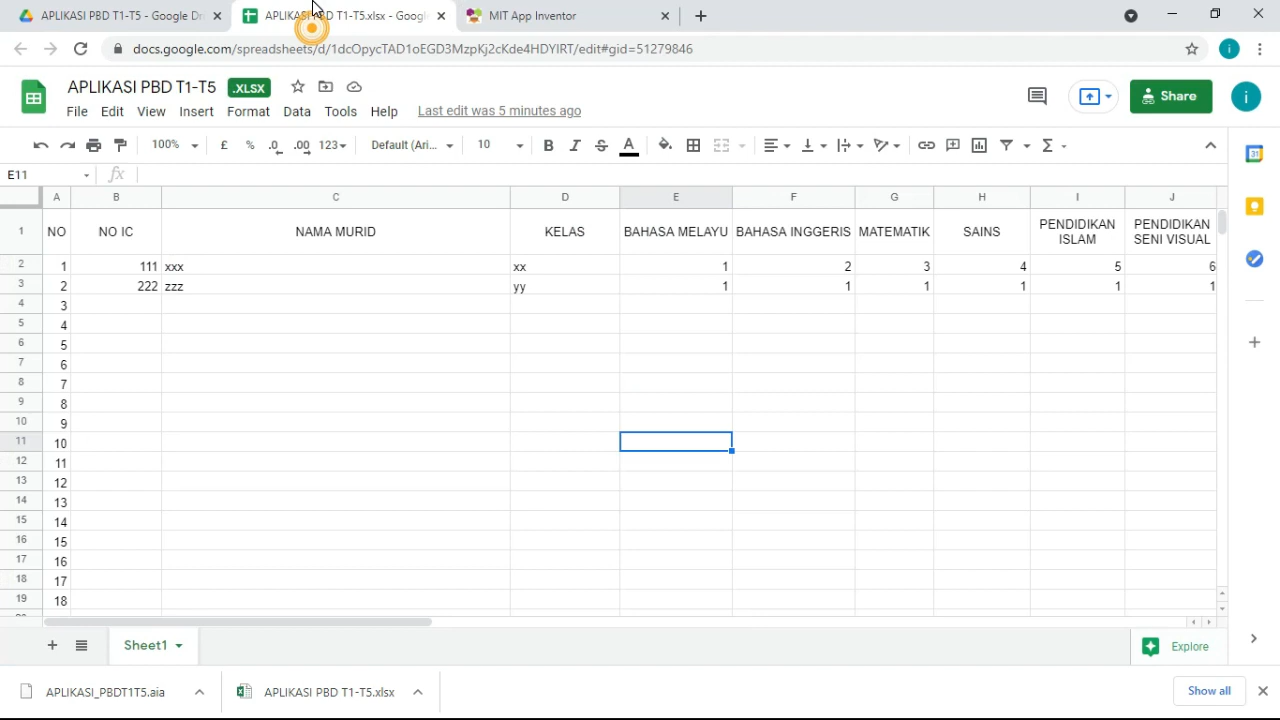 APLIKASI PBD T1-T5 - Google Dri
APLIKASI PBD T1-T5.xlsx - Googl
MIT App Inventor
docs.google.com/spreadsheets/d/1dcOpycTAD1oEGD3MzpKj2cKde4HDYIRT/edit#gid=51279846
i
APLIKASI PBD T1-T5 .XLSX
File Edit View Insert Format Data Tools Help Last edit was 5 minutes ago
Share
i
100% £ % .0 .00 123 Default (Ari... 10 B I S A Σ
31
E11 fx
A B C D E F G H I J
1 NO NO IC NAMA MURID KELAS BAHASA MELAYU BAHASA INGGERIS MATEMATIK SAINS PENDIDIKAN ISLAM PENDIDIKAN SENI VISUAL
2 1 111 xxx xx 1 2 3 4 5 6
3 2 222 zzz yy 1 1 1 1 1 1
4 3
5 4
6 5
7 6
8 7
9 8
10 9
11 10
12 11
13 12
14 13
15 14
16 15
17 16
18 17
19 18
Sheet1
Explore
APLIKASI_PBDT1T5.aia
APLIKASI PBD T1-T5.xlsx
Show all